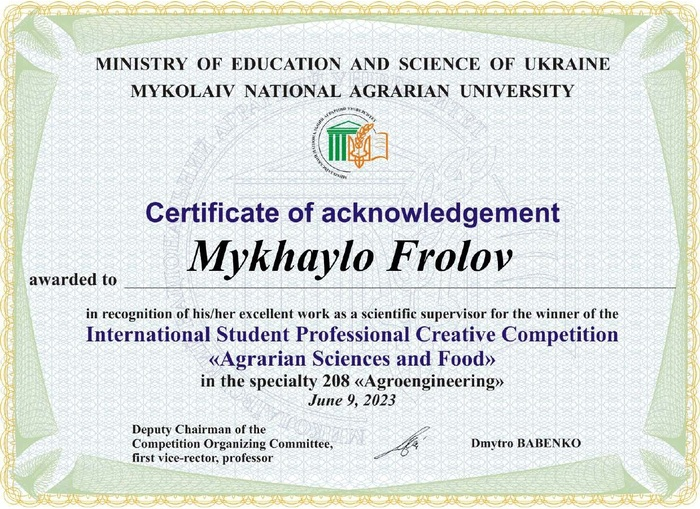 MINISTRY OF EDUCATION AND SCIENCE OF UKRAINE
MYKOLAIV NATIONAL AGRARIAN UNIVERSITY
Certificate of acknowledgement
Mykhaylo Frolov
awarded to
in recognition of his/her excellent work as a scientific supervisor for the winner of the
International Student Professional Creative Competition
«Agrarian Sciences and Food»
in the specialty 208 «Agroengineering»
June 9, 2023
Deputy Chairman of the
Competition Organizing Committee,
first vice-rector, professor
Dmytro BABENKO